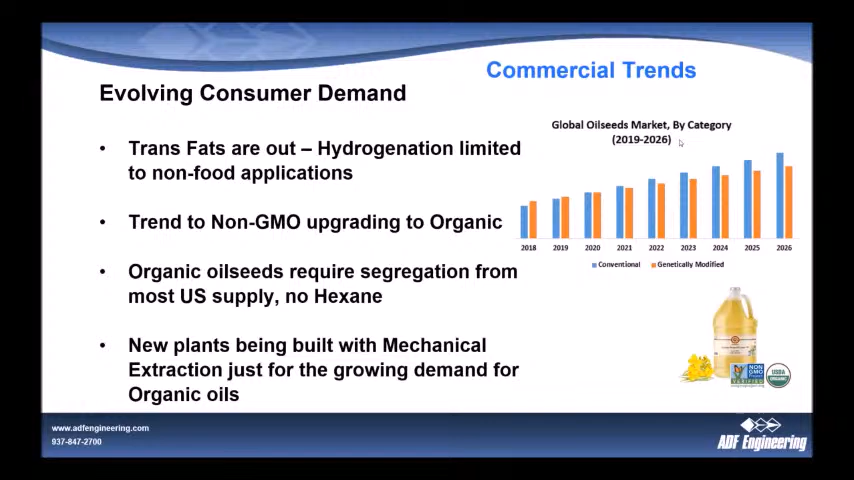 Commercial Trends
Evolving Consumer Demand
• Trans Fats are out – Hydrogenation limited
to non-food applications
• Trend to Non-GMO upgrading to Organic
• Organic oilseeds require segregation from
most US supply, no Hexane
• New plants being built with Mechanical
Extraction just for the growing demand for
Organic oils
Global Oilseeds Market, By Category
(2019-2026)
2018 2019 2020 2021 2022 2023 2024 2025 2026
Conventional Genetically Modified
NON
GMO
VERIFIED
USDA
ORGANIC
www.adfengineering.com
937-847-2700
ADF Engineering